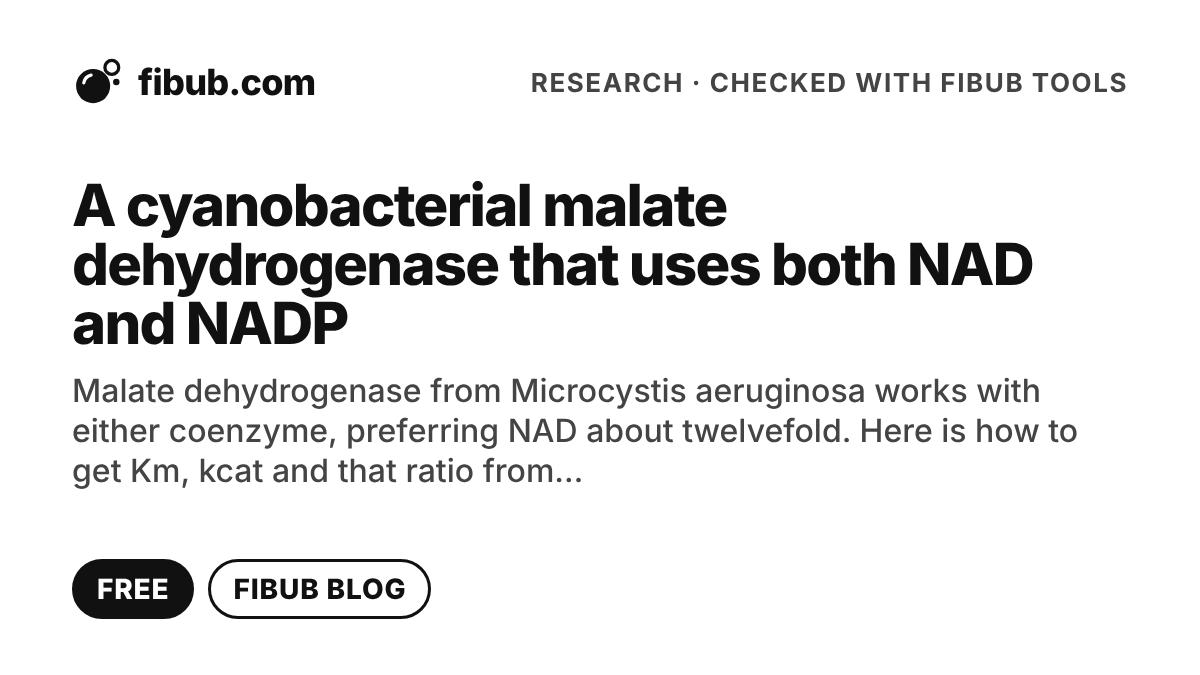 fibub.com
RESEARCH · CHECKED WITH FIBUB TOOLS
A cyanobacterial malate
dehydrogenase that uses both NAD
and NADP
Malate dehydrogenase from Microcystis aeruginosa works with
either coenzyme, preferring NAD about twelvefold. Here is how to
get Km, kcat and that ratio from...
FREE
FIBUB BLOG